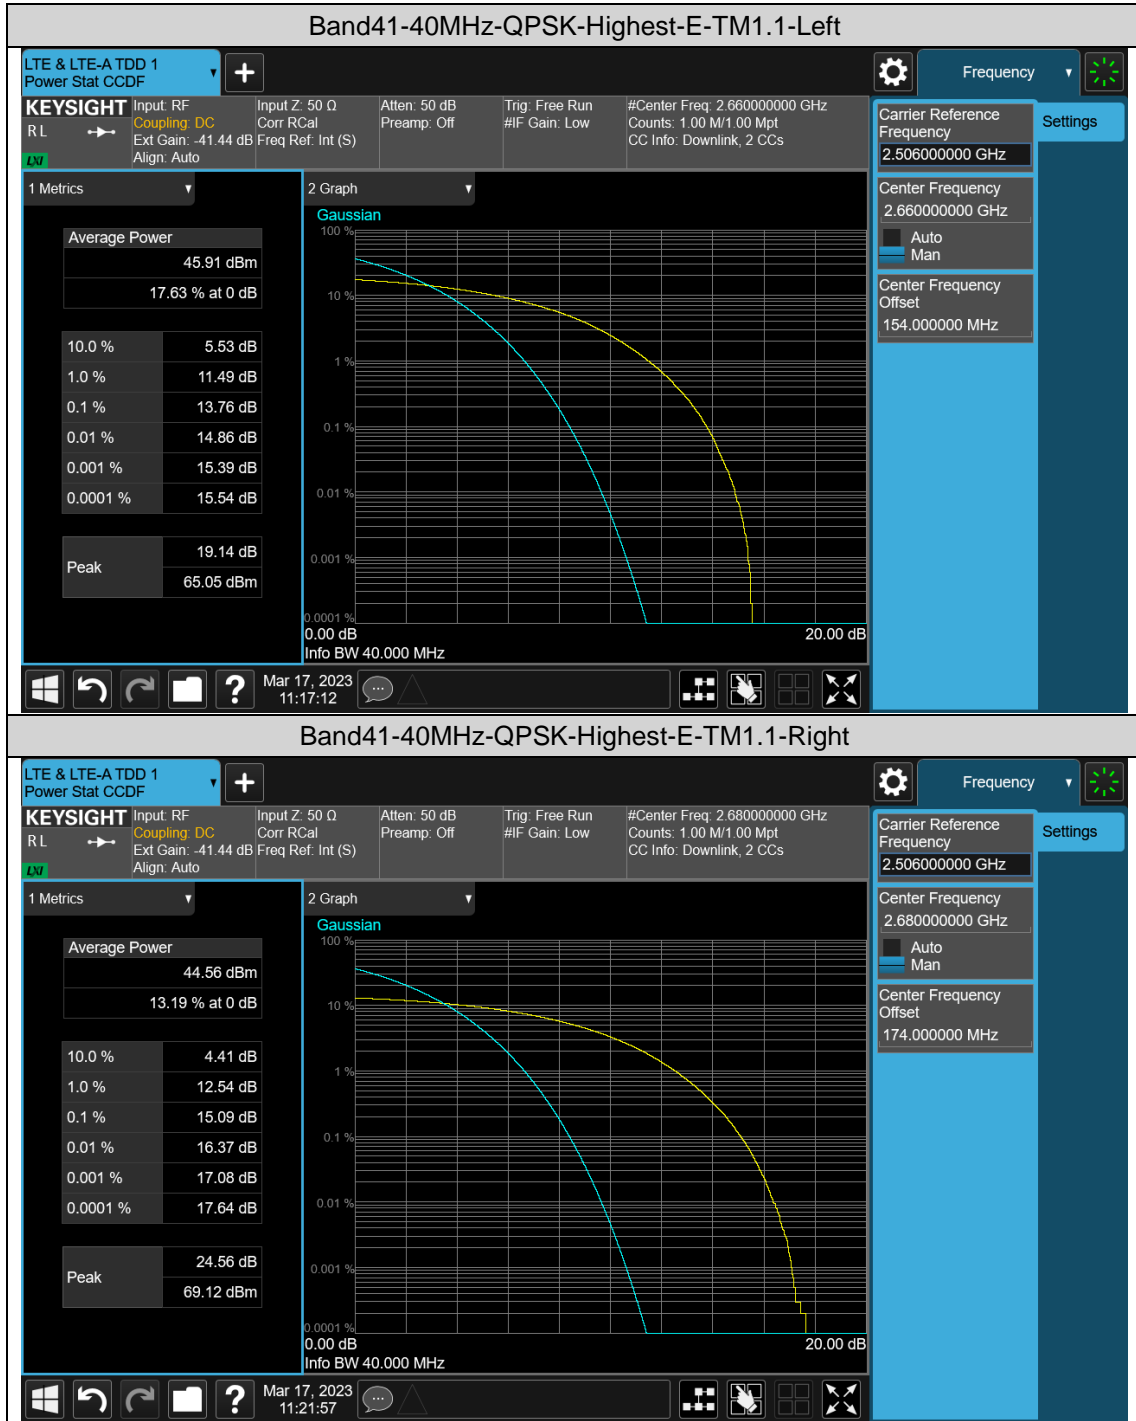 Band41-40MHz-QPSK-Highest-E-TM1.1-Left
LTE & LTE-A TDD 1
Power Stat CCDF
Frequency
KEYSIGHT
R L
LXI
Input: RF
Coupling: DC
Ext Gain: -41.44 dB
Align: Auto
Input Z: 50 Ω
Corr RCal
Freq Ref: Int (S)
Atten: 50 dB
Preamp: Off
Trig: Free Run
#IF Gain: Low
#Center Freq: 2.660000000 GHz
Counts: 1.00 M/1.00 Mpt
CC Info: Downlink, 2 CCs
Carrier Reference
Frequency
2.506000000 GHz
Settings
Center Frequency
2.660000000 GHz
Auto
Man
Center Frequency
Offset
154.000000 MHz
1 Metrics
Average Power
45.91 dBm
17.63 % at 0 dB
10.0 % 5.53 dB
1.0 % 11.49 dB
0.1 % 13.76 dB
0.01 % 14.86 dB
0.001 % 15.39 dB
0.0001 % 15.54 dB
Peak
19.14 dB
65.05 dBm
2 Graph
Gaussian
100 %
10 %
1 %
0.1 %
0.01 %
0.001 %
0.0001 %
0.00 dB
20.00 dB
Info BW 40.000 MHz
?
Mar 17, 2023
11:17:12
Band41-40MHz-QPSK-Highest-E-TM1.1-Right
LTE & LTE-A TDD 1
Power Stat CCDF
Frequency
KEYSIGHT
R L
LXI
Input: RF
Coupling: DC
Ext Gain: -41.44 dB
Align: Auto
Input Z: 50 Ω
Corr RCal
Freq Ref: Int (S)
Atten: 50 dB
Preamp: Off
Trig: Free Run
#IF Gain: Low
#Center Freq: 2.680000000 GHz
Counts: 1.00 M/1.00 Mpt
CC Info: Downlink, 2 CCs
Carrier Reference
Frequency
2.506000000 GHz
Settings
Center Frequency
2.680000000 GHz
Auto
Man
Center Frequency
Offset
174.000000 MHz
1 Metrics
Average Power
44.56 dBm
13.19 % at 0 dB
10.0 % 4.41 dB
1.0 % 12.54 dB
0.1 % 15.09 dB
0.01 % 16.37 dB
0.001 % 17.08 dB
0.0001 % 17.64 dB
Peak
24.56 dB
69.12 dBm
2 Graph
Gaussian
100 %
10 %
1 %
0.1 %
0.01 %
0.001 %
0.0001 %
0.00 dB
20.00 dB
Info BW 40.000 MHz
?
Mar 17, 2023
11:21:57